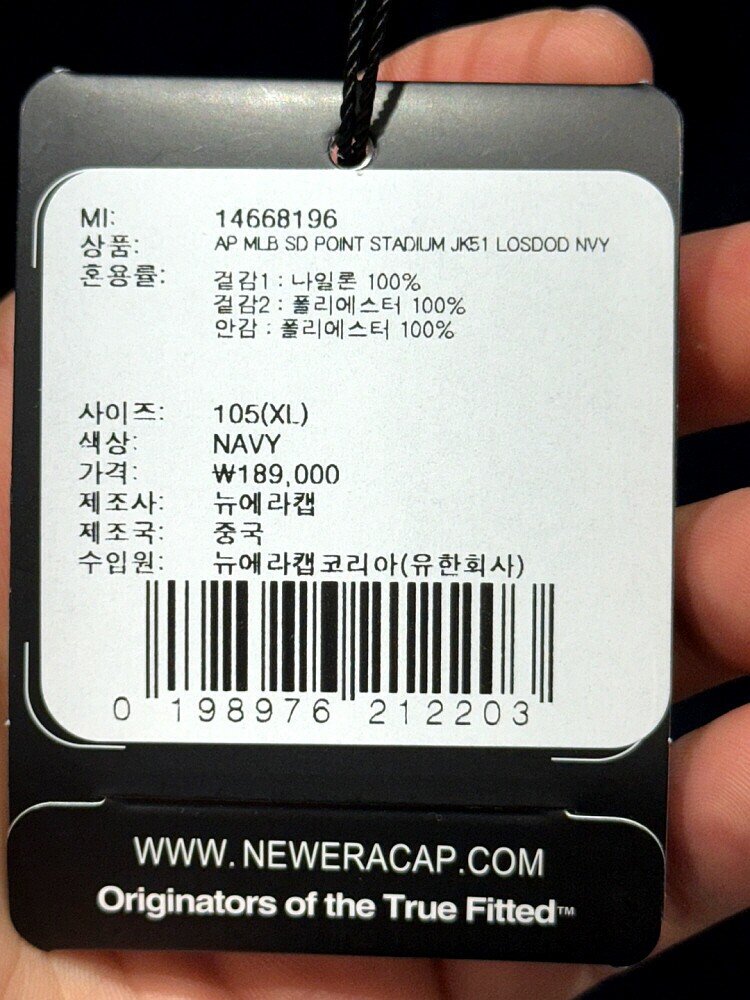 MI: 14668196
상품: AP MLB SD POINT STADIUM JK51 LOSDOD NVY
혼용률: 겉감1 : 나일론 100%
겉감2 : 폴리에스터 100%
안감 : 폴리에스터 100%
사이즈: 105(XL)
색상: NAVY
가격: ₩189,000
제조사: 뉴에라캡
제조국: 중국
수입원: 뉴에라캡코리아(유한회사)
0 198976 212203
WWW.NEWERACAP.COM
Originators of the True Fitted™